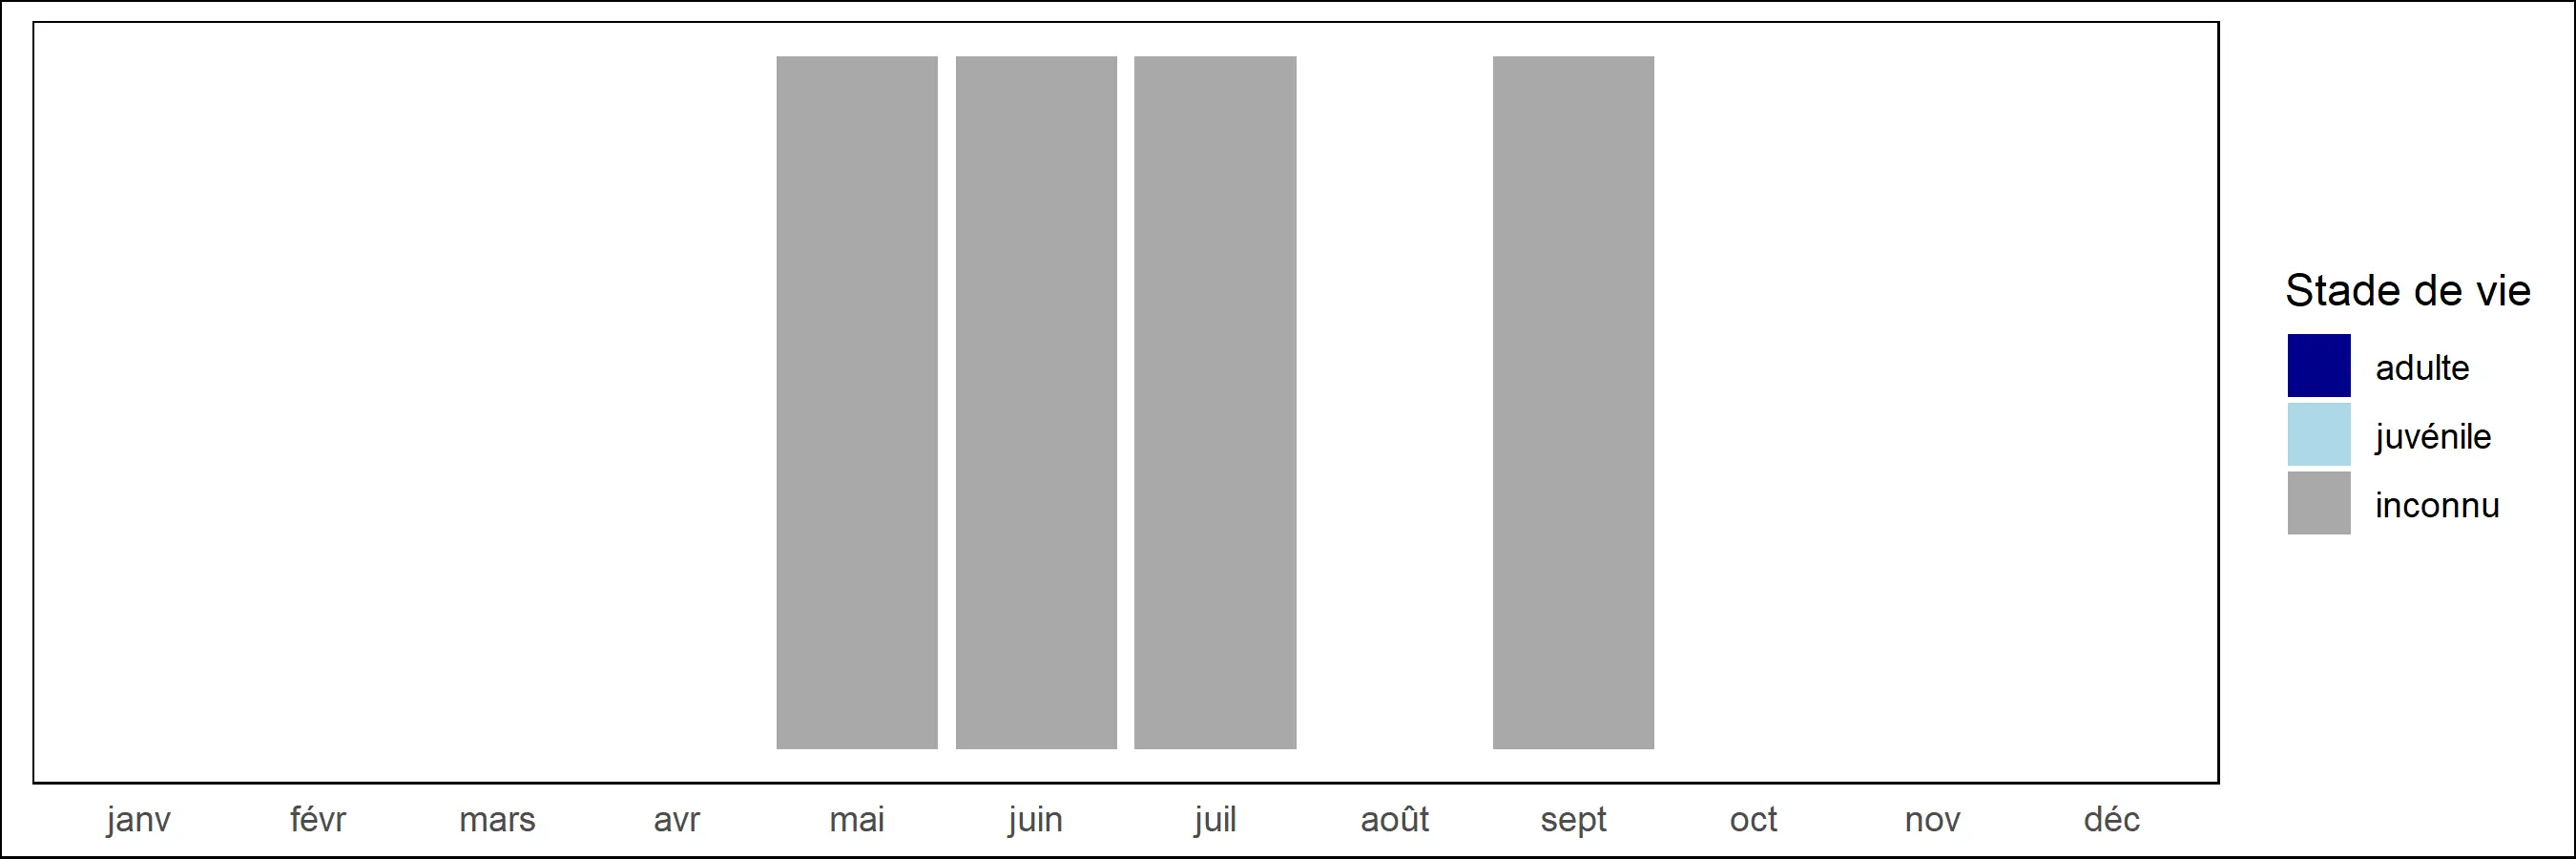 Stade de vie
adulte
juvénile
inconnu
janv févr mars avr mai juin juil août sept oct nov déc